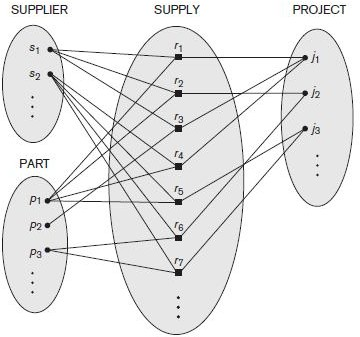 SUPPLIER
SUPPLY
PROJECT
s1
s2
PART
p1
p2
p3
r1
r2
r3
r4
r5
r6
r7
j1
j2
j3